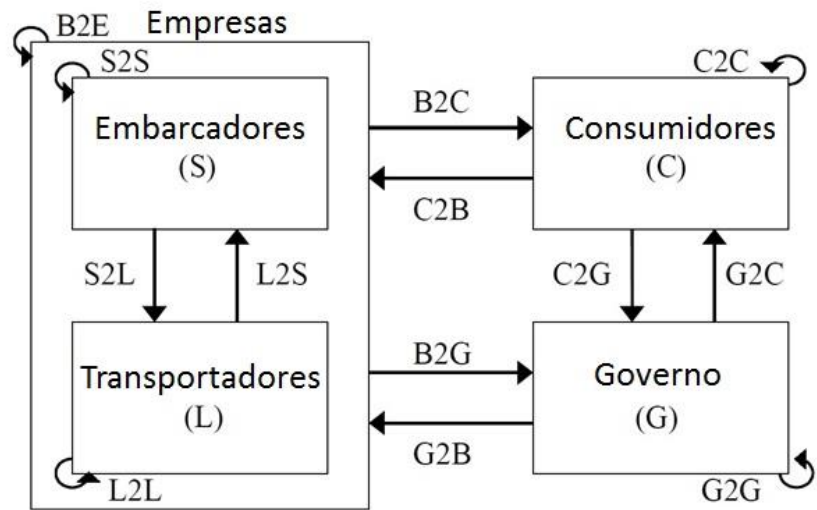 B2E Empresas
S2S
C2C
Embarcadores
(S)
B2C
Consumidores
(C)
C2B
S2L
L2S
C2G
G2C
Transportadores
(L)
B2G
Governo
(G)
G2B
L2L
G2G